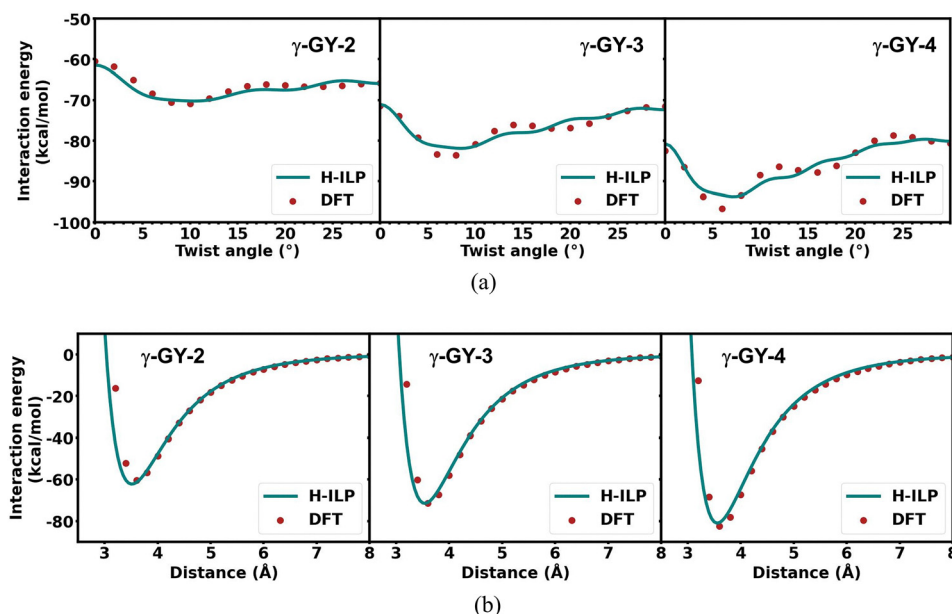 Interaction energy
(kcal/mol)
-50
-60
-70
-80
-90
-100
γ-GY-2
γ-GY-3
γ-GY-4
H-ILP
DFT
H-ILP
DFT
H-ILP
DFT
0 5 10 15 20 25
0 5 10 15 20 25
0 5 10 15 20 25
Twist angle (°)
Twist angle (°)
Twist angle (°)
(a)
Interaction energy
(kcal/mol)
0
-20
-40
-60
-80
γ-GY-2
γ-GY-3
γ-GY-4
H-ILP
DFT
H-ILP
DFT
H-ILP
DFT
3 4 5 6 7 8
3 4 5 6 7 8
3 4 5 6 7 8
Distance (Å)
Distance (Å)
Distance (Å)
(b)